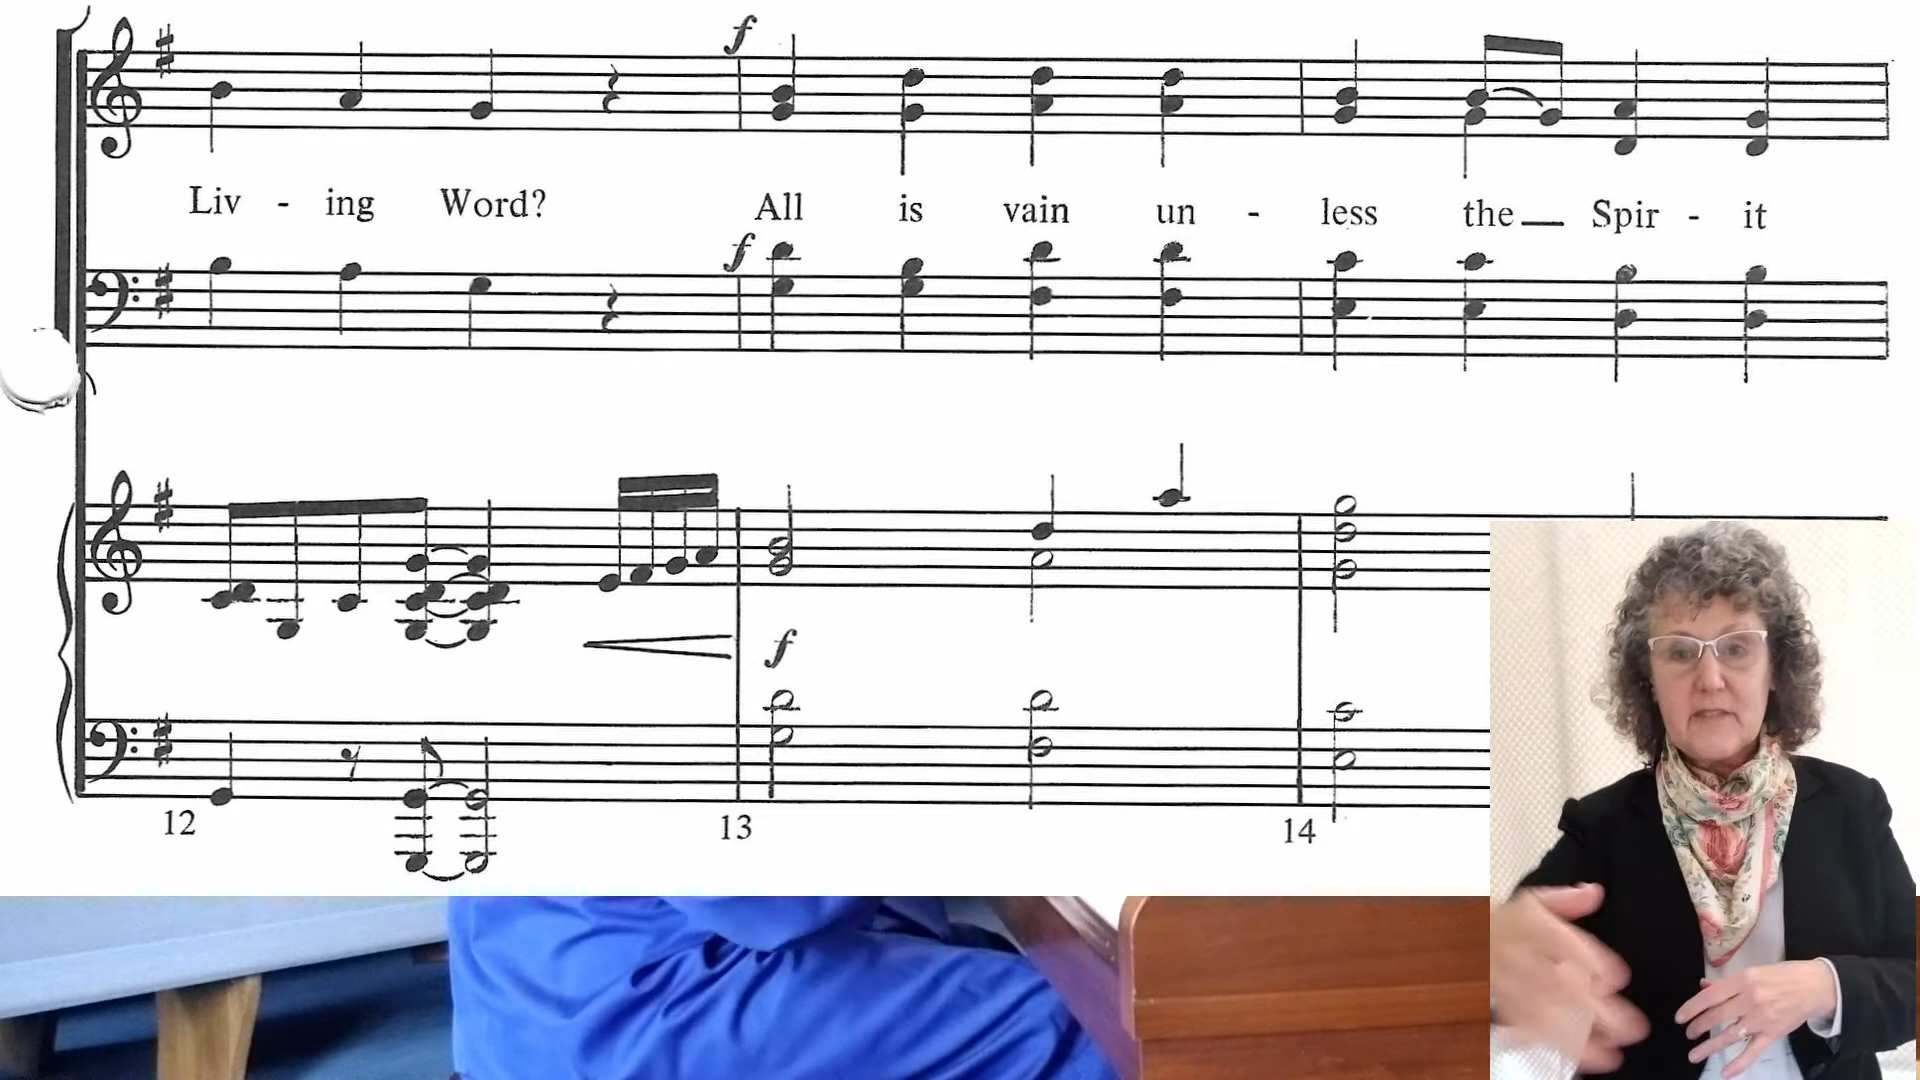 f
Liv - ing Word? All is vain un - less the Spir - it
f
f
12 13 14